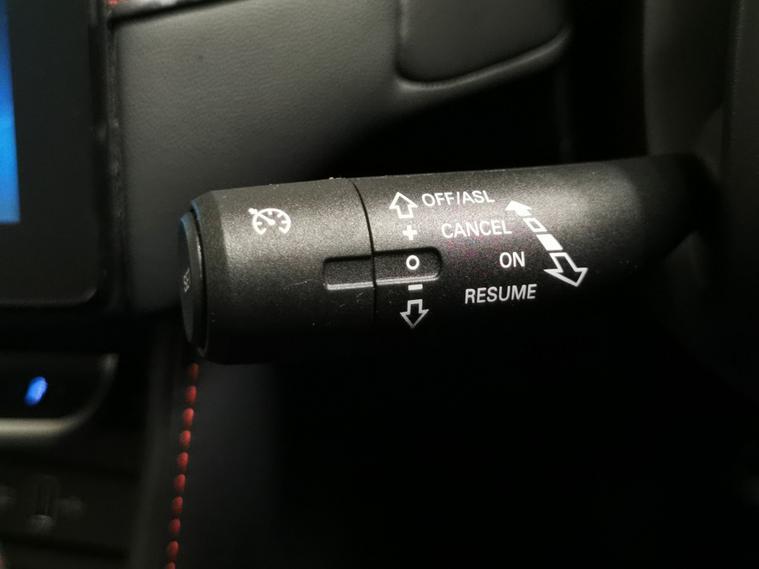 OFF/ASL
+ CANCEL
O ON
- RESUME